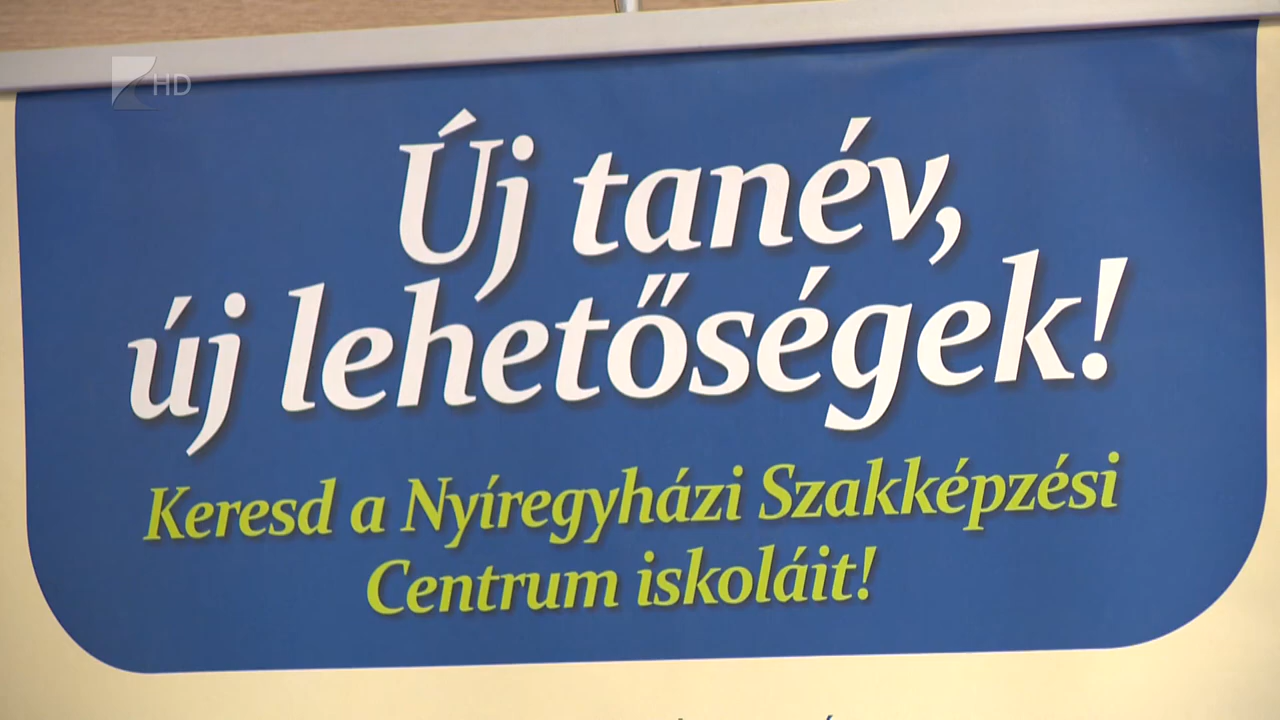 HD
Új tanév,
új lehetőségek!
Keresd a Nyíregyházi Szakképzési
Centrum iskoláit!